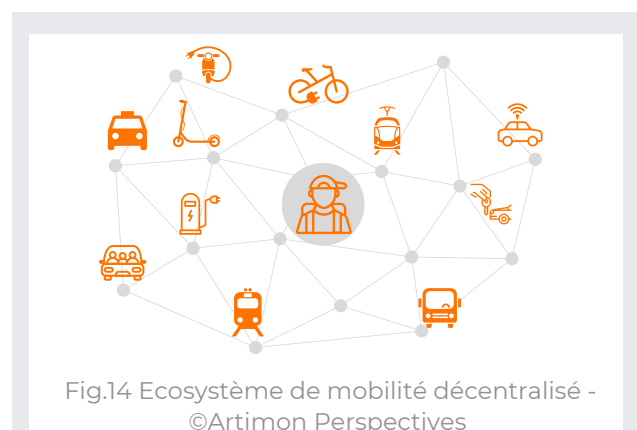 Fig.14 Ecosystème de mobilité décentralisé -
©Artimon Perspectives